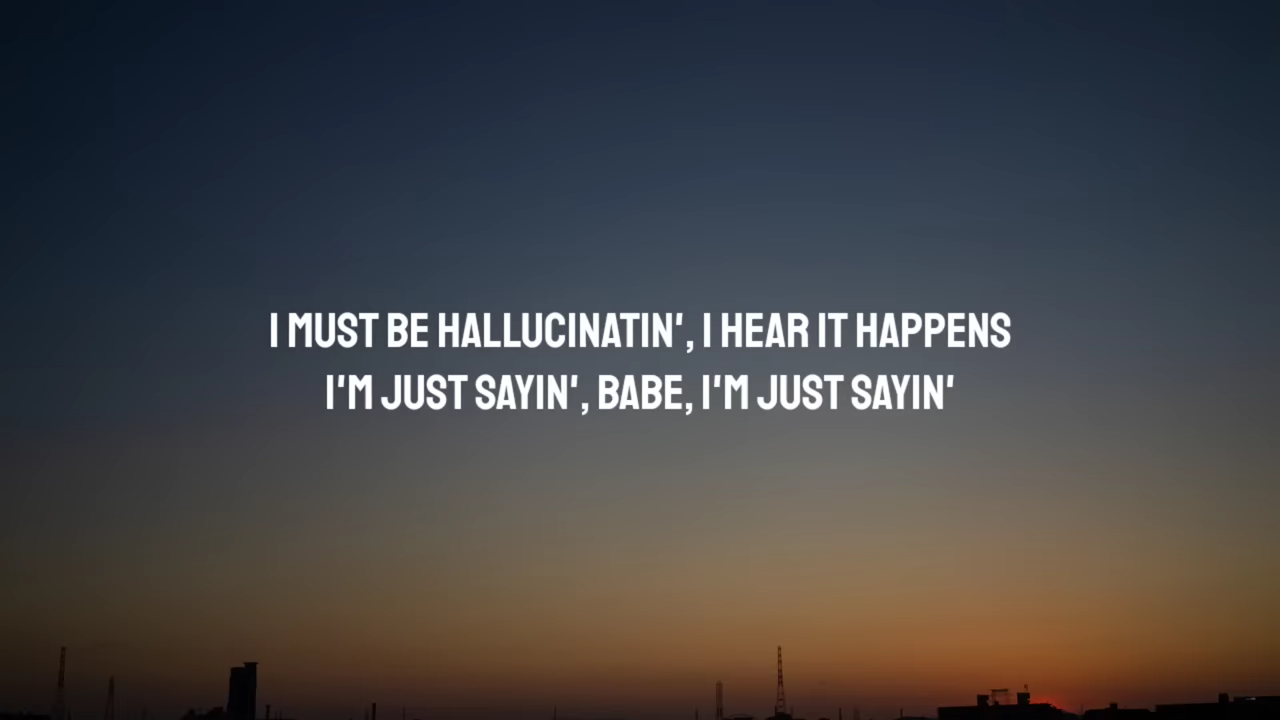 I MUST BE HALLUCINATIN', I HEAR IT HAPPENS
I'M JUST SAYIN', BABE, I'M JUST SAYIN'